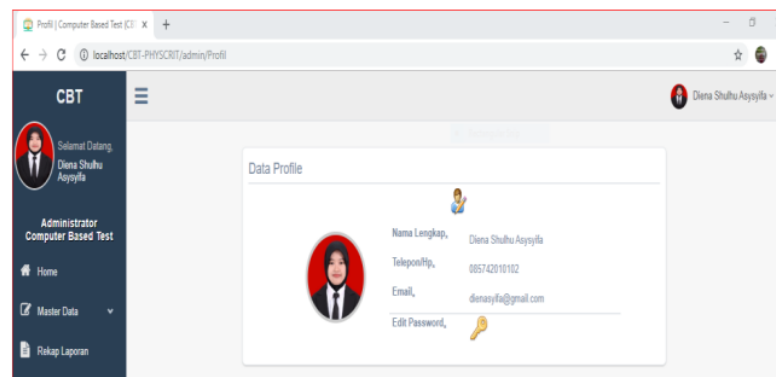 Profil | Computer Based Test (CB
localhost/CBT-PHYSCRIT/admin/Profil
CBT
Diena Shulhu Asysyifa
Selamat Datang,
Diena Shulhu
Asysyifa
Administrator
Computer Based Test
Home
Master Data
Rekap Laporan
Data Profile
Nama Lengkap,
Diena Shulhu Asysyifa
Telepon/Hp,
085742010102
Email,
dienasyifa@gmail.com
Edit Password,